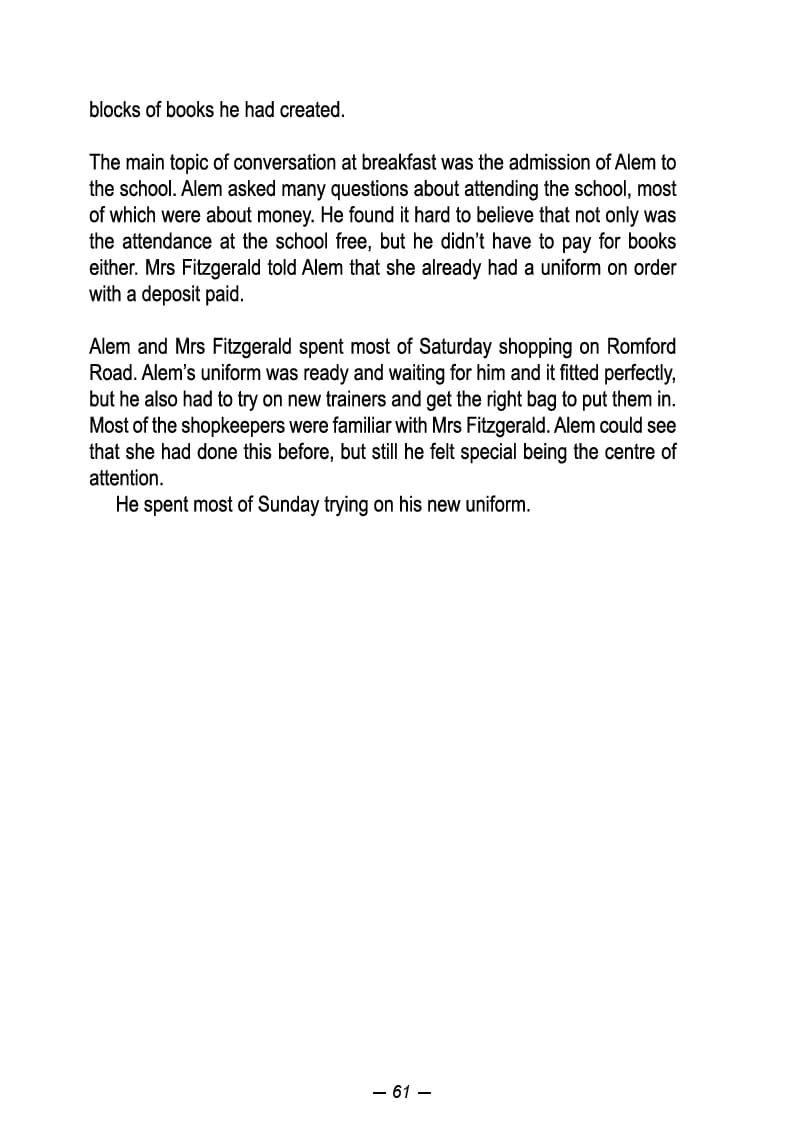 blocks of books he had created.
The main topic of conversation at breakfast was the admission of Alem to
the school. Alem asked many questions about attending the school, most
of which were about money. He found it hard to believe that not only was
the attendance at the school free, but he didn’t have to pay for books
either. Mrs Fitzgerald told Alem that she already had a uniform on order
with a deposit paid.
Alem and Mrs Fitzgerald spent most of Saturday shopping on Romford
Road. Alem’s uniform was ready and waiting for him and it fitted perfectly,
but he also had to try on new trainers and get the right bag to put them in.
Most of the shopkeepers were familiar with Mrs Fitzgerald. Alem could see
that she had done this before, but still he felt special being the centre of
attention.
He spent most of Sunday trying on his new uniform.
— 61 —